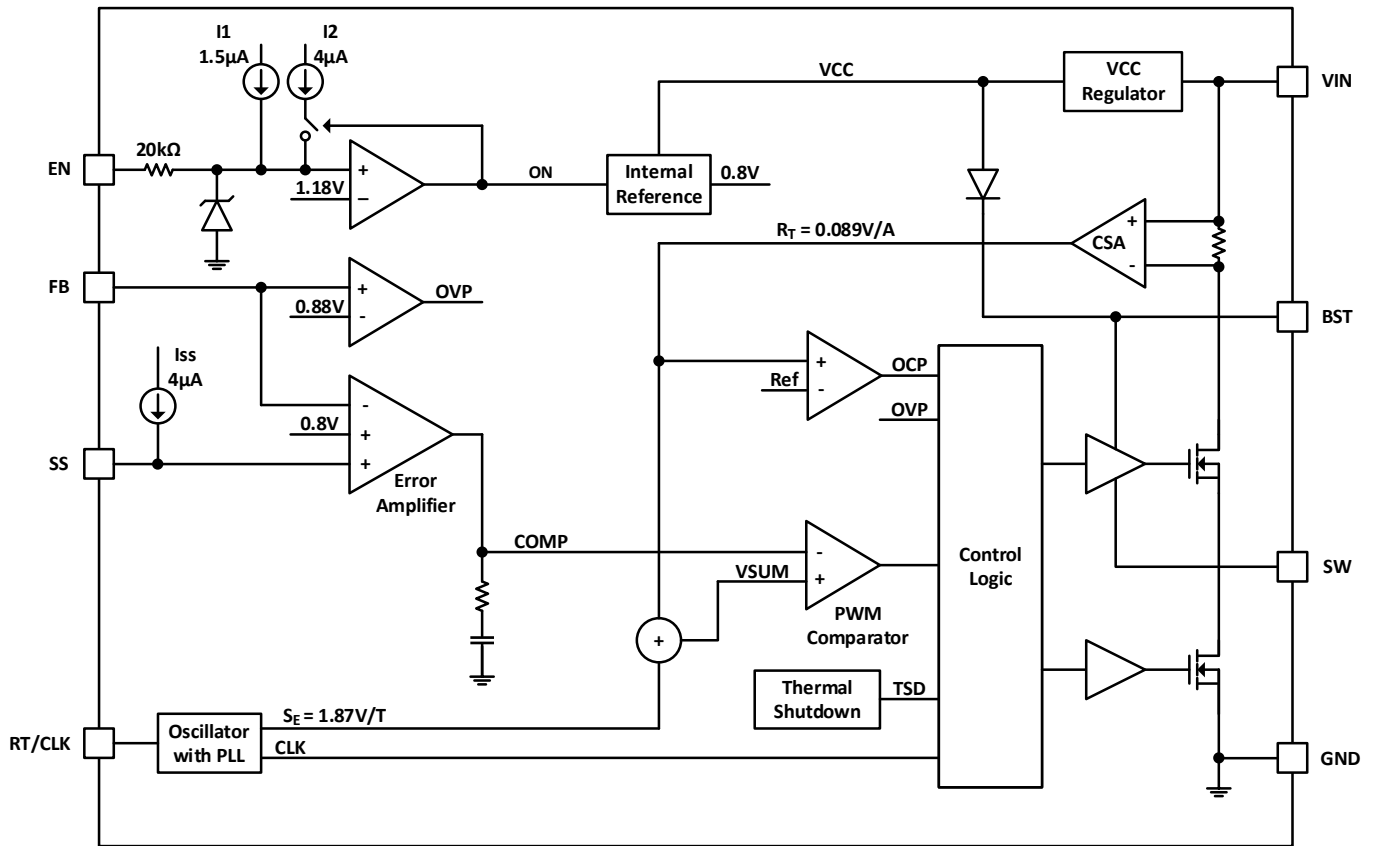 I1
1.5µA
I2
4µA
VCC
VCC
Regulator
VIN
EN
20kΩ
+
1.18V
–
ON
Internal
Reference
0.8V
RT = 0.089V/A
CSA
+
-
FB
+
0.88V
-
OVP
BST
Iss
4µA
-
0.8V
+
+
SS
Error
Amplifier
+
Ref
-
OCP
OVP
Control
Logic
COMP
-
VSUM
+
PWM
Comparator
SW
+
Thermal
Shutdown
TSD
RT/CLK
Oscillator
with PLL
SE = 1.87V/T
CLK
GND